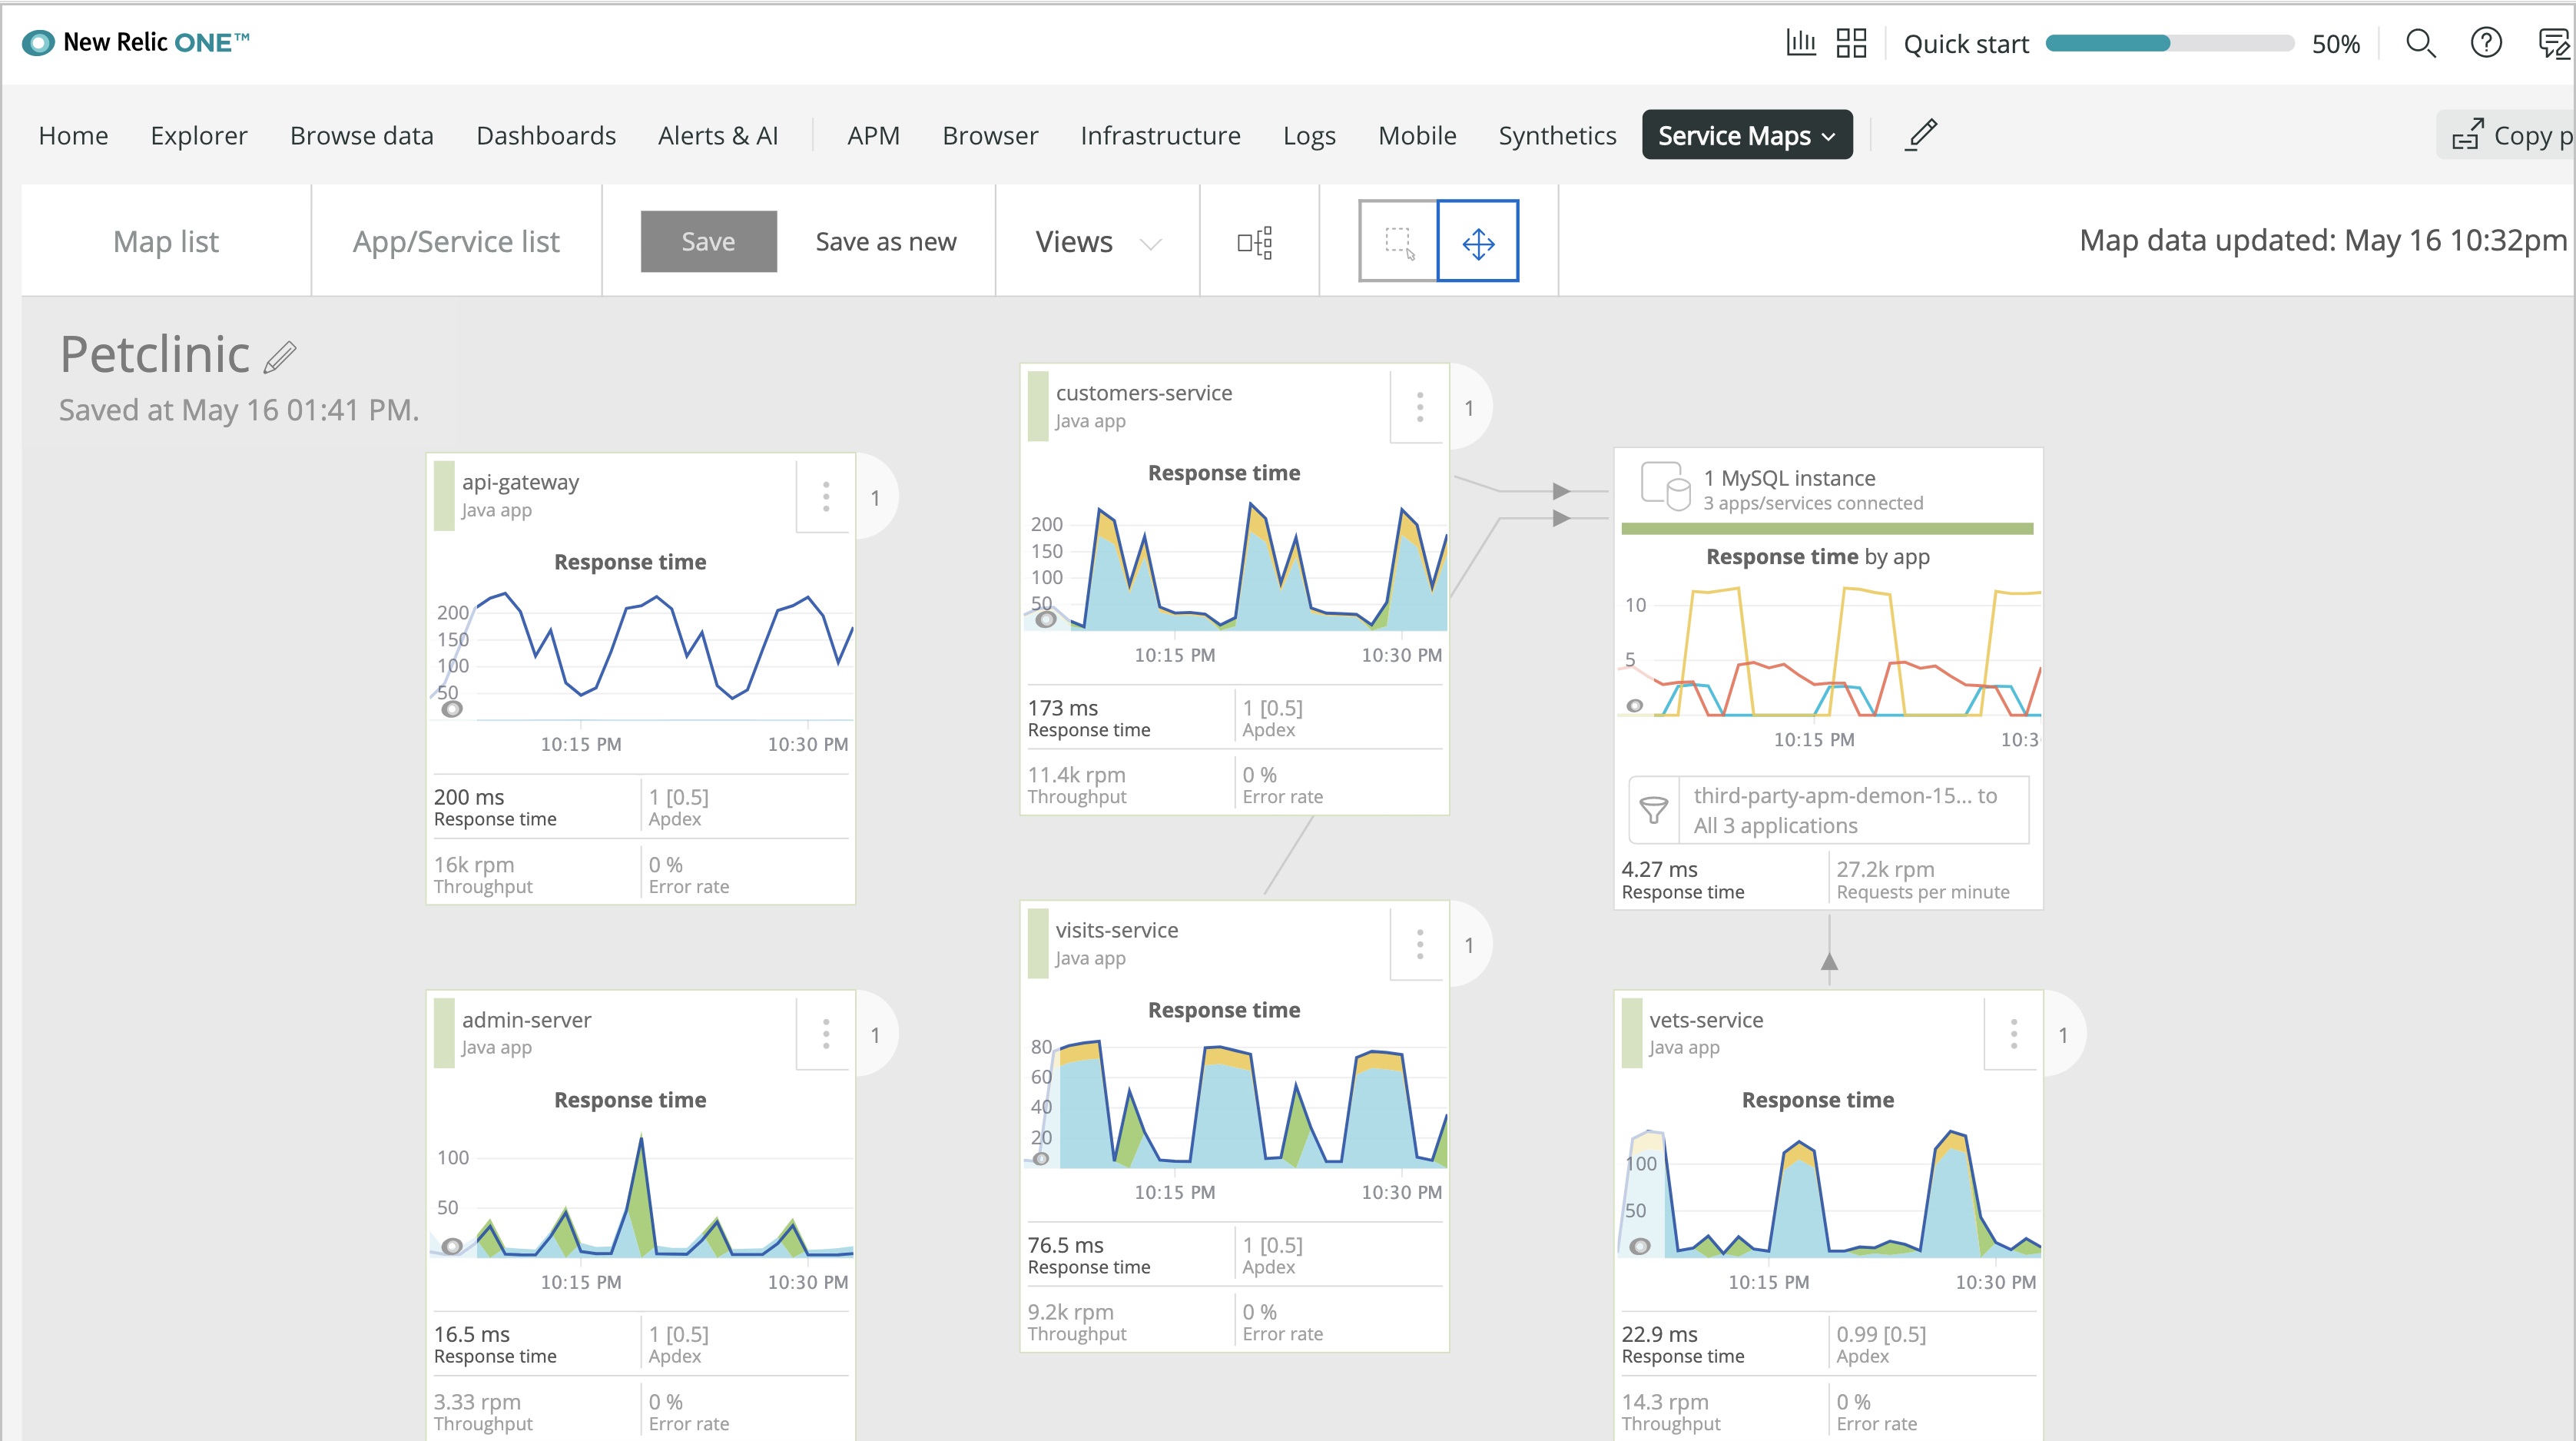 New Relic ONE™
Quick start 50%
Home Explorer Browse data Dashboards Alerts & AI APM Browser Infrastructure Logs Mobile Synthetics Service Maps
Copy p
Map list App/Service list Save Save as new Views
Map data updated: May 16 10:32pm
Petclinic
Saved at May 16 01:41 PM.
api-gateway
Java app
1
Response time
200
150
100
50
10:15 PM 10:30 PM
200 ms 1 [0.5]
Response time Apdex
16k rpm 0 %
Throughput Error rate
admin-server
Java app
1
Response time
100
50
10:15 PM 10:30 PM
16.5 ms 1 [0.5]
Response time Apdex
3.33 rpm 0 %
Throughput Error rate
customers-service
Java app
1
Response time
200
150
100
50
10:15 PM 10:30 PM
173 ms 1 [0.5]
Response time Apdex
11.4k rpm 0 %
Throughput Error rate
visits-service
Java app
1
Response time
80
60
40
20
10:15 PM 10:30 PM
76.5 ms 1 [0.5]
Response time Apdex
9.2k rpm 0 %
Throughput Error rate
1 MySQL instance
3 apps/services connected
Response time by app
10
5
10:15 PM 10:3
third-party-apm-demon-15... to
All 3 applications
4.27 ms 27.2k rpm
Response time Requests per minute
vets-service
Java app
1
Response time
100
50
10:15 PM 10:30 PM
22.9 ms 0.99 [0.5]
Response time Apdex
14.3 rpm 0 %
Throughput Error rate